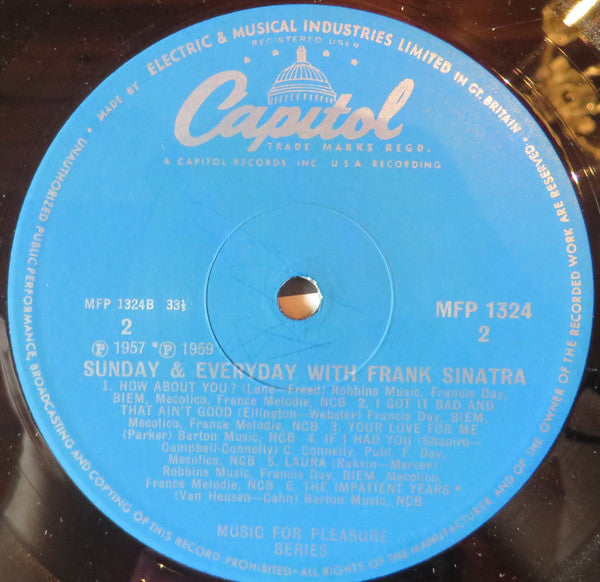 MADE BY ELECTRIC & MUSICAL INDUSTRIES LIMITED IN GT. BRITAIN • ALL RIGHTS OF THE MANUFACTURER AND OF THE OWNER OF THE RECORDED WORK ARE RESERVED. UNAUTHORIZED PUBLIC PERFORMANCE, BROADCASTING AND COPYING OF THIS RECORD PROHIBITED •
REGISTERED USER
Capitol
TRADE MARKS REGD.
& CAPITOL RECORDS, INC. U.S.A. RECORDING
MFP 1324B 33⅓
MFP 1324
2
2
℗ 1957 *℗ 1959
SUNDAY & EVERYDAY WITH FRANK SINATRA
1. HOW ABOUT YOU? (Lane—Freed) Robbins Music, Francis Day,
BIEM, Mecolico, France Melodie, NCB 2. I GOT IT BAD AND
THAT AIN'T GOOD (Ellington—Webster) Francis Day, BIEM,
Mecolico, France Melodie, NCB 3. YOUR LOVE FOR ME
(Parker) Barton Music, NCB 4. IF I HAD YOU (Shapiro—
Campbell-Connelly) C. Connelly, Publ. F. Day,
Mecolico, NCB 5. LAURA (Raksin—Mercer)
Robbins Music, Francis Day, BIEM, Mecolico,
France Melodie, NCB 6. THE IMPATIENT YEARS *
(Van Heusen—Cahn) Barton Music, NCB
MUSIC FOR PLEASURE
SERIES